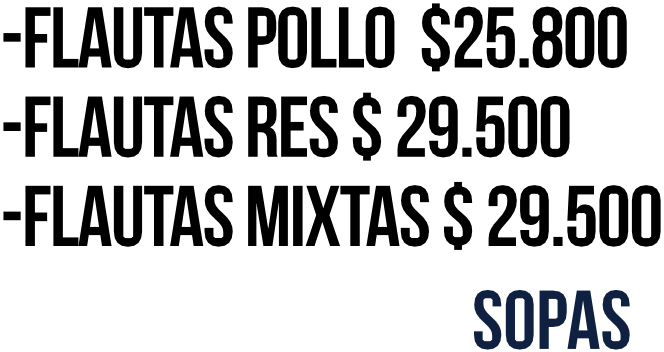 -FLAUTAS POLLO $25.800
-FLAUTAS RES $ 29.500
-FLAUTAS MIXTAS $ 29.500
SOPAS